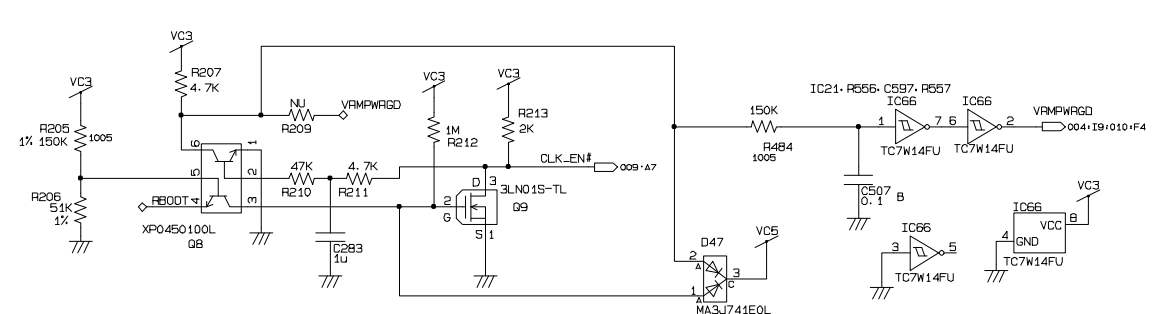 VC3
R207
4.7K
NU
R209
VRMPWRGD
VC3
R205
1% 150K
1005
R206
51K
1%
6
1
5
2
4
3
RBOOT
XP0450100L
Q8
47K
R210
4.7K
R211
C283
1u
VC3
1M
R212
VC3
R213
2K
CLK_EN#
009·A7
D
3
3LN01S-TL
2
G
Q9
S
1
D47
VC5
2
A
3
C
1
A
MA3J741E0L
150K
R484
1005
C507
0.1
B
IC21·R556·C597·R557
IC66
IC66
1
7
6
2
TC7W14FU
TC7W14FU
VRMPWRGD
004·I9·010·F4
IC66
3
5
TC7W14FU
VC3
IC66
8
VCC
4
GND
TC7W14FU